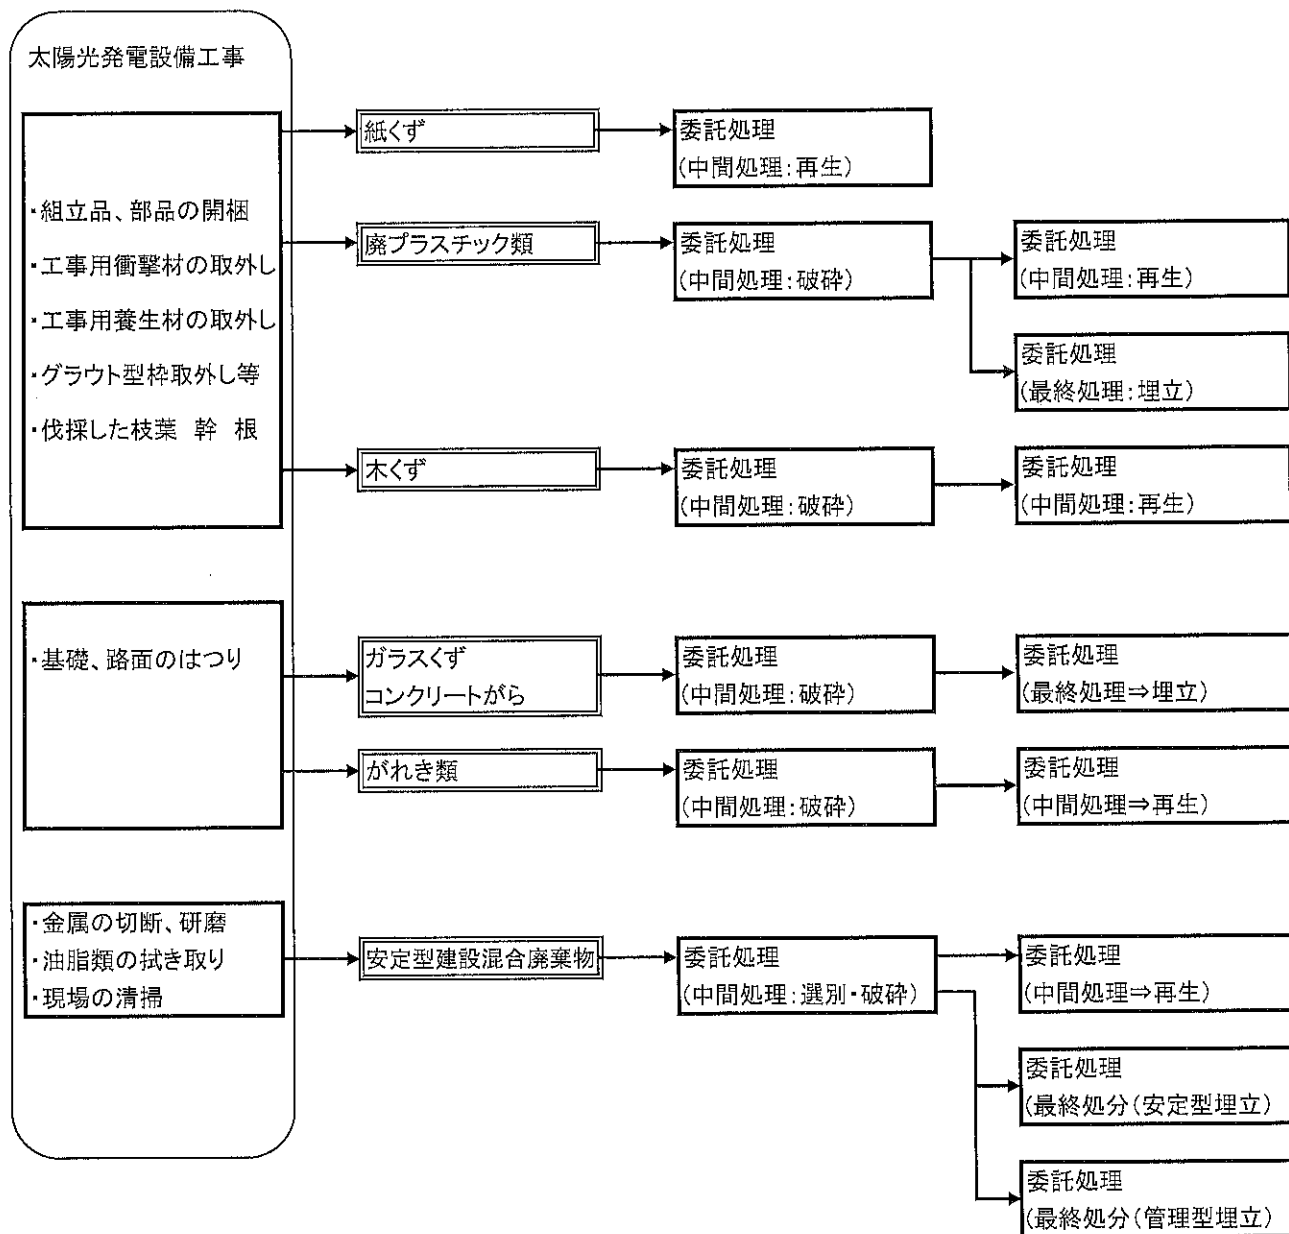 太陽光発電設備工事
・組立品、部品の開梱
・工事用衝撃材の取外し
・工事用養生材の取外し
・グラウト型枠取外し等
・伐採した枝葉 幹 根
紙くず
委託処理
(中間処理:再生)
廃プラスチック類
委託処理
(中間処理:破砕)
委託処理
(中間処理:再生)
委託処理
(最終処理:埋立)
木くず
委託処理
(中間処理:破砕)
委託処理
(中間処理:再生)
・基礎、路面のはつり
ガラスくず
コンクリートがら
委託処理
(中間処理:破砕)
委託処理
(最終処理⇒埋立)
がれき類
委託処理
(中間処理:破砕)
委託処理
(中間処理⇒再生)
・金属の切断、研磨
・油脂類の拭き取り
・現場の清掃
安定型建設混合廃棄物
委託処理
(中間処理:選別・破砕)
委託処理
(中間処理⇒再生)
委託処理
(最終処分(安定型埋立)
委託処理
(最終処分(管理型埋立)